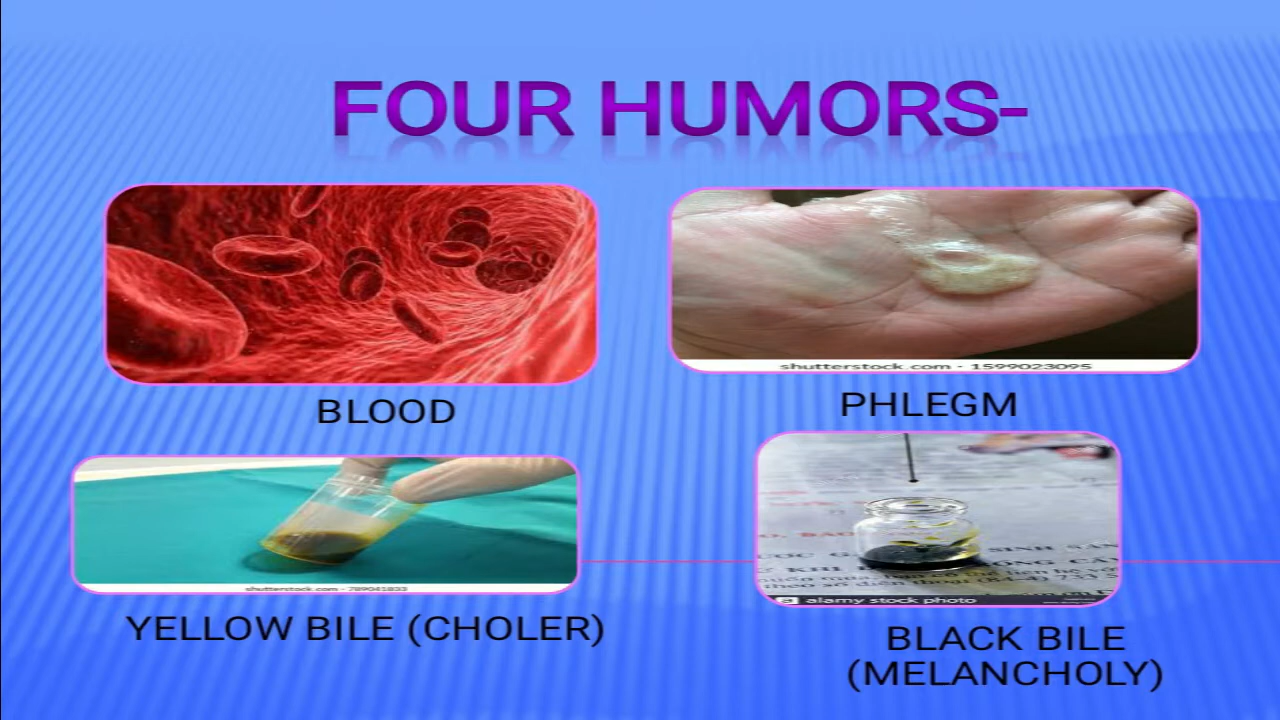 FOUR HUMORS-
shutterstock.com · 1599023095
BLOOD
PHLEGM
shutterstock.com · 789041833
a alamy stock photo
YELLOW BILE (CHOLER)
BLACK BILE
(MELANCHOLY)